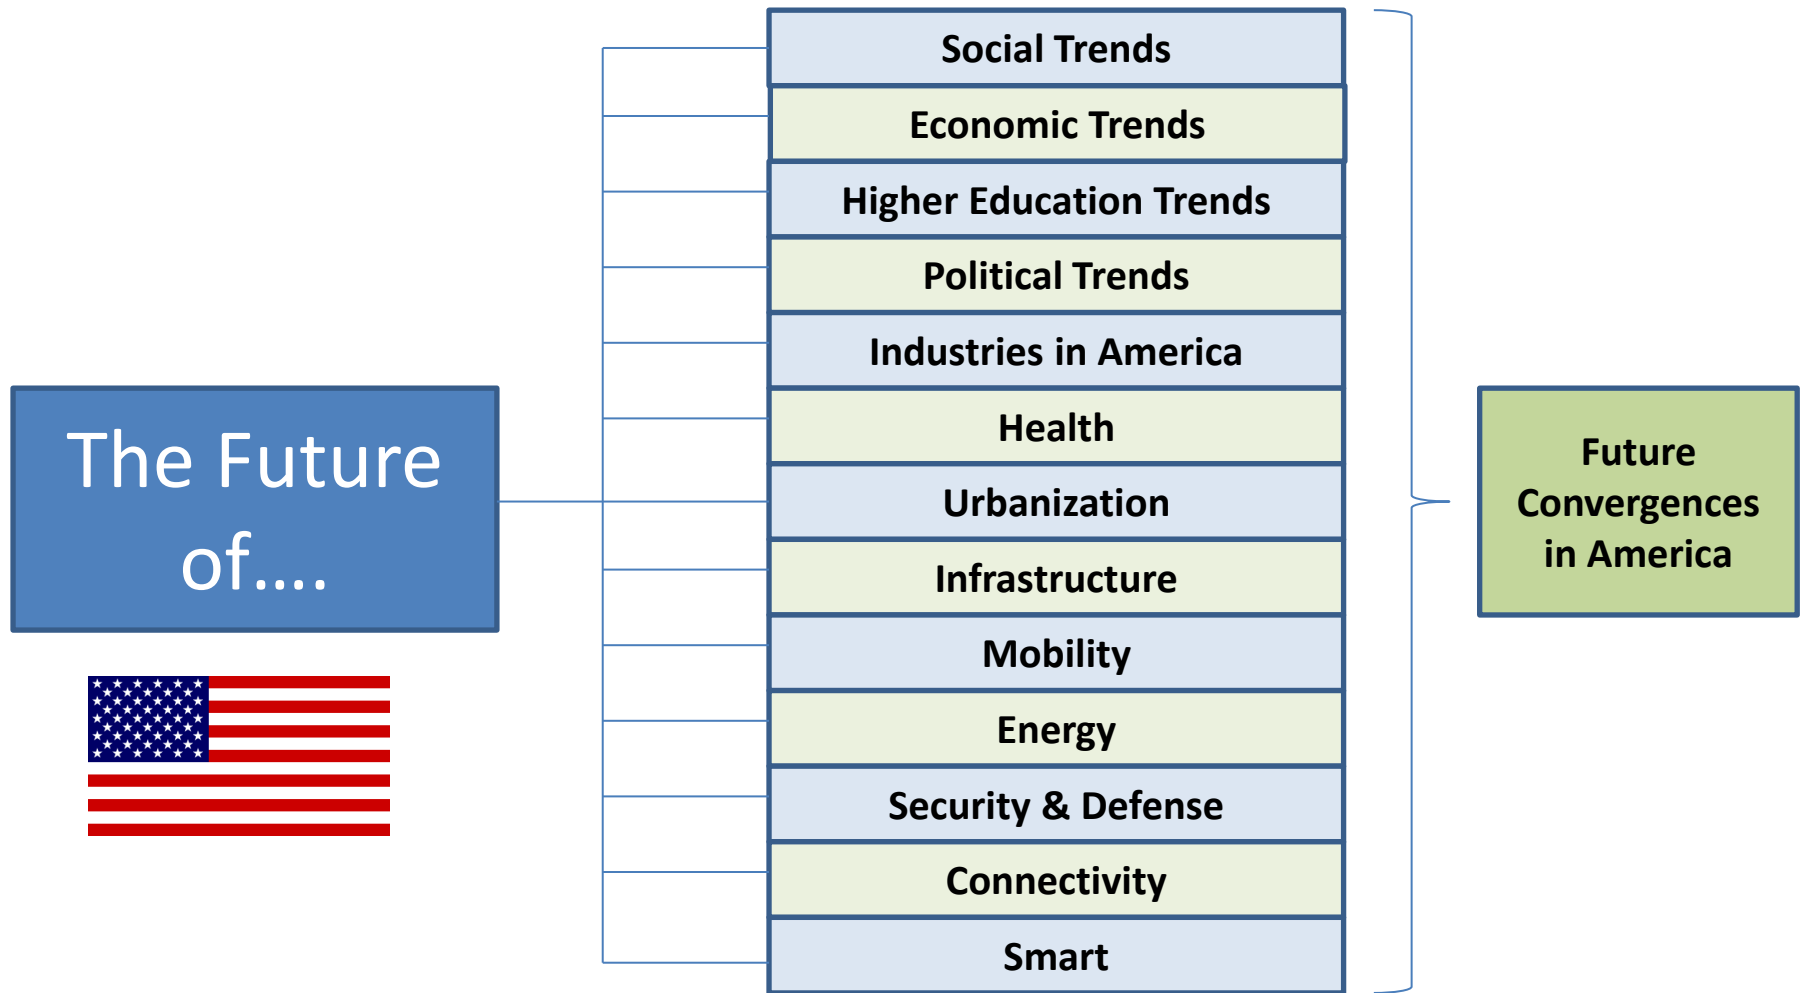 The Future
of....
Social Trends
Economic Trends
Higher Education Trends
Political Trends
Industries in America
Health
Urbanization
Infrastructure
Mobility
Energy
Security & Defense
Connectivity
Smart
Future
Convergences
in America